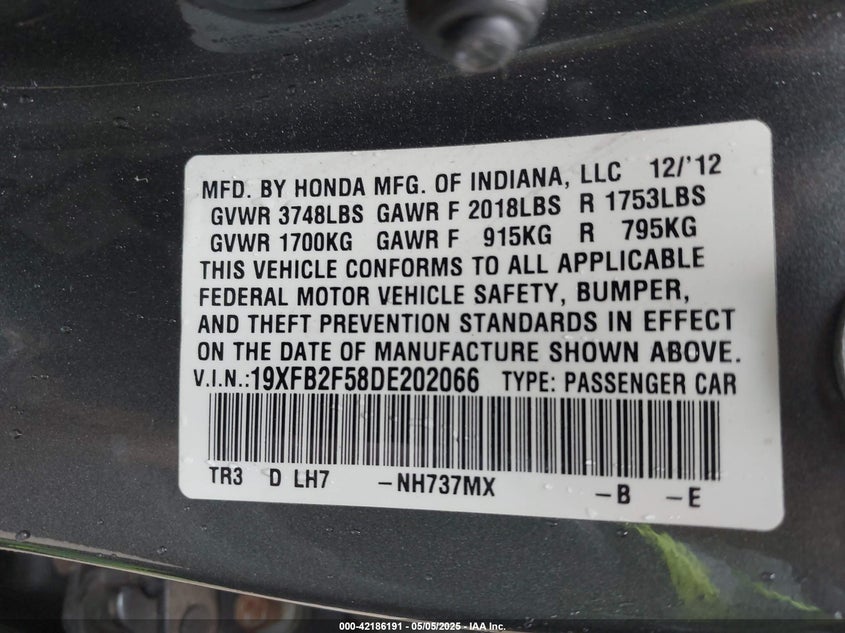 MFD. BY HONDA MFG. OF INDIANA, LLC 12/'12
GVWR 3748LBS GAWR F 2018LBS R 1753LBS
GVWR 1700KG GAWR F 915KG R 795KG
THIS VEHICLE CONFORMS TO ALL APPLICABLE
FEDERAL MOTOR VEHICLE SAFETY, BUMPER,
AND THEFT PREVENTION STANDARDS IN EFFECT
ON THE DATE OF MANUFACTURE SHOWN ABOVE.
V.I.N.:19XFB2F58DE202066 TYPE: PASSENGER CAR
TR3 D LH7 -NH737MX -B -E
000-42186191 - 05/05/2025 - IAA Inc.